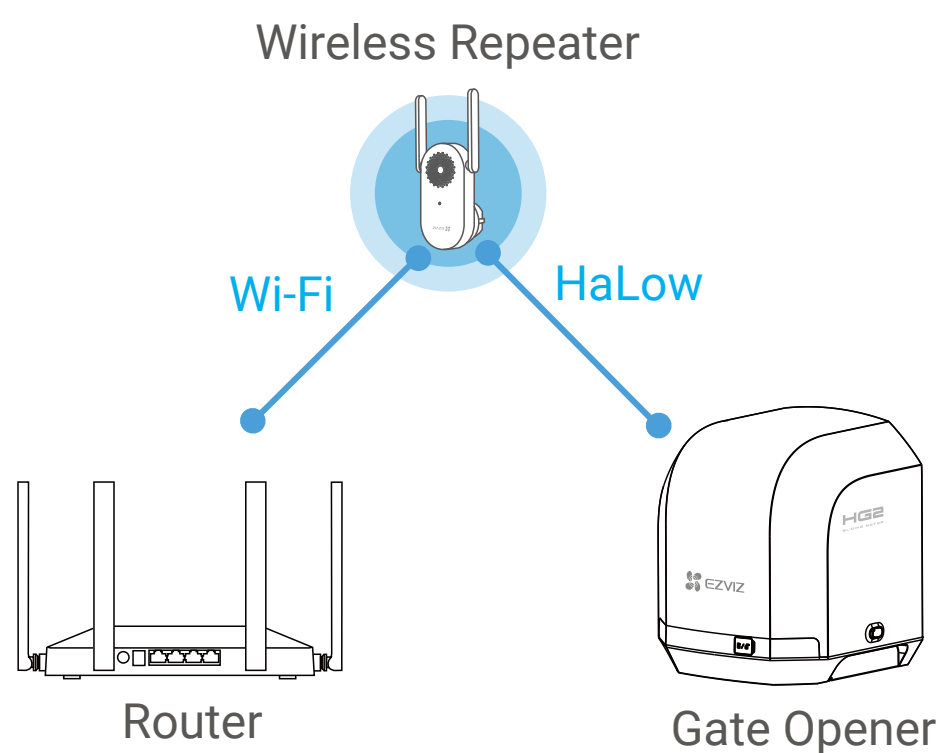 Wireless Repeater
Wi-Fi
HaLow
HG2
EZVIZ
Router
Gate Opener